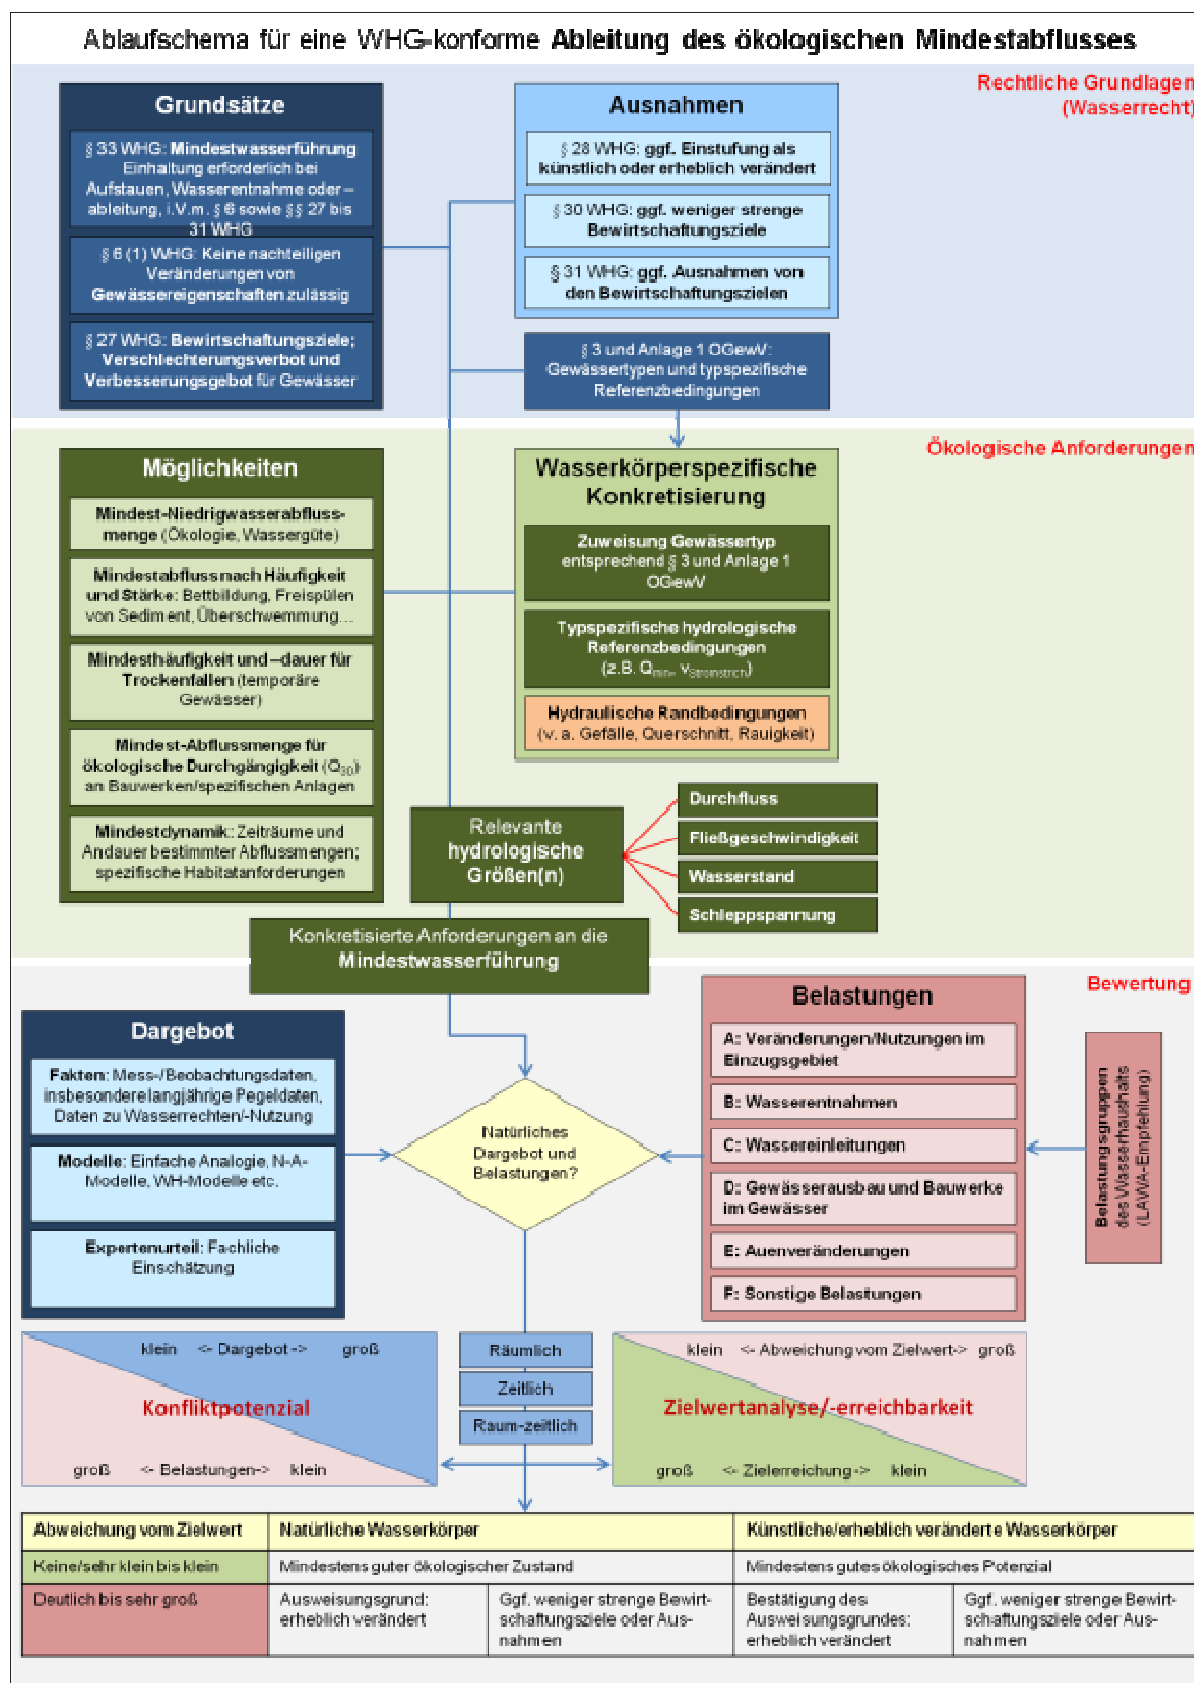 Ablaufschema für eine WHG-konforme Ableitung des ökologischen Mindestabflusses
Rechtliche Grundlagen
(Wasserrecht)
Grundsätze
§ 33 WHG: Mindestwasserführung
Einhaltung erforderlich bei
Aufstauen, Wasserentnahme oder –
ableitung, i.V.m. § 6 sowie §§ 27 bis
31 WHG
§ 6 (1) WHG: Keine nachteiligen
Veränderungen von
Gewässereigenschaften zulässig
§ 27 WHG: Bewirtschaftungsziele;
Verschlechterungsverbot und
Verbesserungsgebot für Gewässer
Ausnahmen
§ 28 WHG: ggf. Einstufung als
künstlich oder erheblich verändert
§ 30 WHG: ggf. weniger strenge
Bewirtschaftungsziele
§ 31 WHG: ggf. Ausnahmen von
den Bewirtschaftungszielen
§ 3 und Anlage 1 OGewV:
Gewässertypen und typspezifische
Referenzbedingungen
Ökologische Anforderungen
Möglichkeiten
Mindest-Niedrigwasserabfluss-
menge (Ökologie, Wassergüte)
Mindestabfluss nach Häufigkeit
und Stärke: Bettbildung, Freispülen
von Sediment, Überschwemmung...
Mindesthäufigkeit und –dauer für
Trockenfallen (temporäre
Gewässer)
Mindest-Abflussmenge für
ökologische Durchgängigkeit (Q30)
an Bauwerken/spezifischen Anlagen
Mindestdynamik: Zeiträume und
Andauer bestimmter Abflussmengen;
spezifische Habitatanforderungen
Wasserkörperspezifische
Konkretisierung
Zuweisung Gewässertyp
entsprechend § 3 und Anlage 1
OGewV
Typspezifische hydrologische
Referenzbedingungen
(z.B. Qmin, vStromstrich)
Hydraulische Randbedingungen
(v. a. Gefälle, Querschnitt, Rauigkeit)
Relevante
hydrologische
Größen(n)
Durchfluss
Fließgeschwindigkeit
Wasserstand
Schleppspannung
Konkretisierte Anforderungen an die
Mindestwasserführung
Bewertung
Dargebot
Fakten: Mess-/Beobachtungsdaten,
insbesondere langjährige Pegeldaten,
Daten zu Wasserrechten/-Nutzung
Modelle: Einfache Analogie, N-A-
Modelle, WH-Modelle etc.
Expertenurteil: Fachliche
Einschätzung
Natürliches
Dargebot und
Belastungen?
Belastungen
A: Veränderungen/Nutzungen im
Einzugsgebiet
B: Wasserentnahmen
C: Wassereinleitungen
D: Gewässerausbau und Bauwerke
im Gewässer
E: Auenveränderungen
F: Sonstige Belastungen
Belastungsgruppen
des Wasserhaushalts
(LAWA-Empfehlung)
klein <- Dargebot -> groß
Konfliktpotenzial
groß <- Belastungen-> klein
Räumlich
Zeitlich
Raum-zeitlich
klein <- Abweichung vom Zielwert-> groß
Zielwertanalyse/-erreichbarkeit
groß <- Zielerreichung-> klein
Abweichung vom Zielwert Natürliche Wasserkörper Künstliche/erheblich veränderte Wasserkörper
Keine/sehr klein bis klein Mindestens guter ökologischer Zustand Mindestens gutes ökologisches Potenzial
Deutlich bis sehr groß
Ausweisungsgrund:
erheblich verändert
Ggf. weniger strenge Bewirt-
schaftungsziele oder Aus-
nahmen
Bestätigung des
Ausweisungsgrundes:
erheblich verändert
Ggf. weniger strenge Bewirt-
schaftungsziele oder Aus-
nahmen